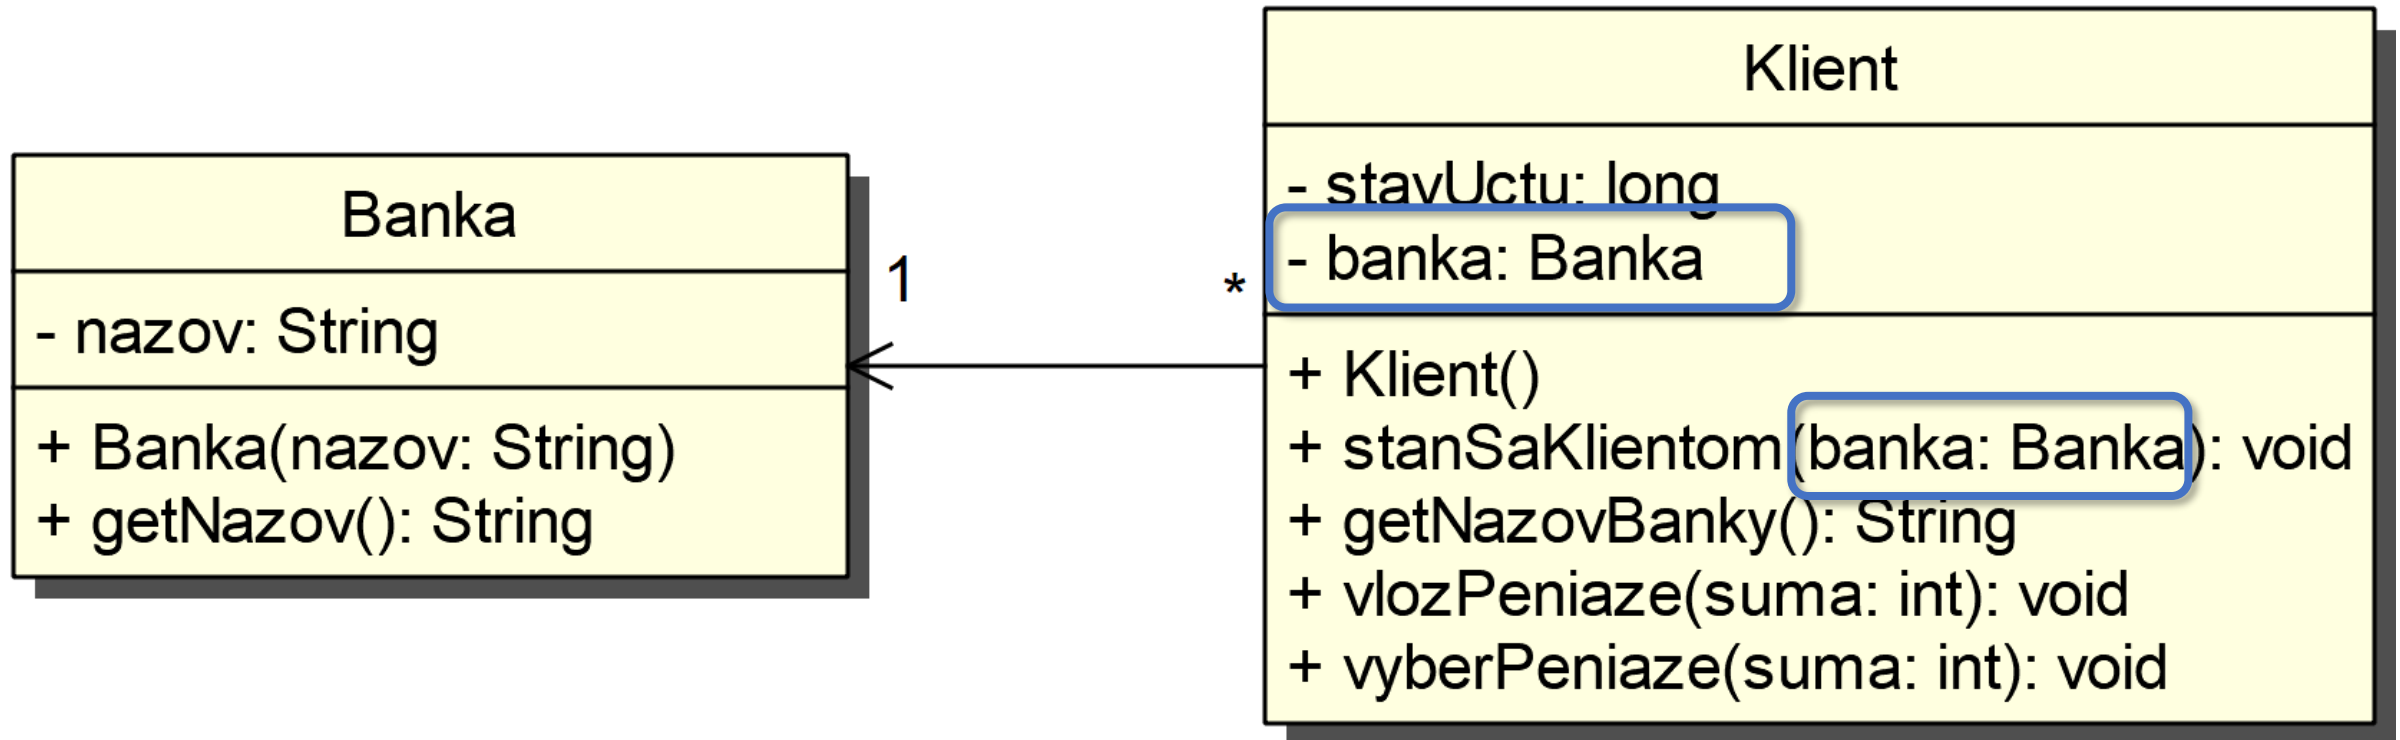 Banka
- nazov: String
+ Banka(nazov: String)
+ getNazov(): String
1
*
Klient
- stavUctu: long
- banka: Banka
+ Klient()
+ stanSaKlientom(banka: Banka): void
+ getNazovBanky(): String
+ vlozPeniaze(suma: int): void
+ vyberPeniaze(suma: int): void